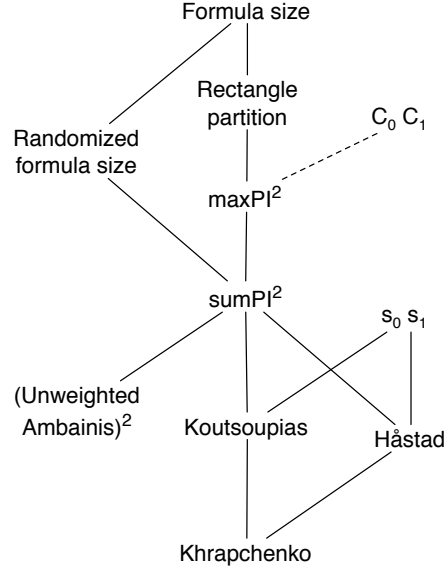 Formula size
Rectangle
partition
C₀ C₁
Randomized
formula size
maxPI²
sumPI²
s₀ s₁
(Unweighted
Ambainis)²
Koutsoupias
Håstad
Khrapchenko